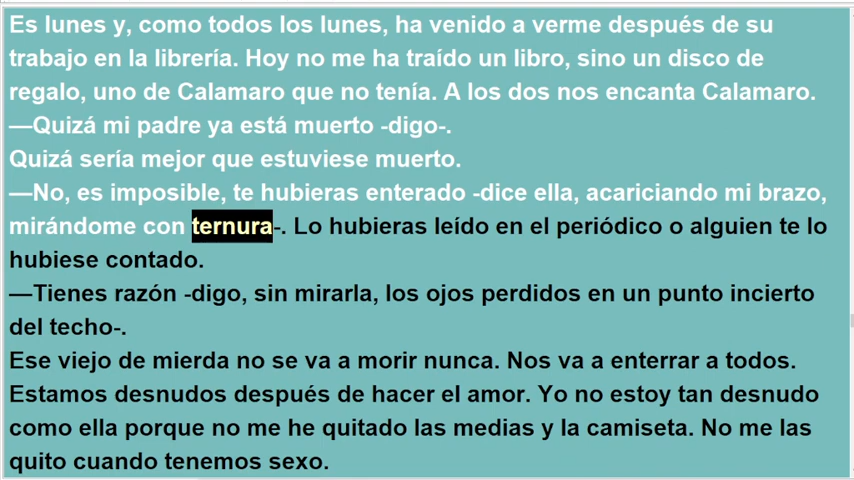 Es lunes y, como todos los lunes, ha venido a verme después de su
trabajo en la librería. Hoy no me ha traído un libro, sino un disco de
regalo, uno de Calamaro que no tenía. A los dos nos encanta Calamaro.
—Quizá mi padre ya está muerto -digo-.
Quizá sería mejor que estuviese muerto.
—No, es imposible, te hubieras enterado -dice ella, acariciando mi brazo,
mirándome con ternura-. Lo hubieras leído en el periódico o alguien te lo
hubiese contado.
—Tienes razón -digo, sin mirarla, los ojos perdidos en un punto incierto
del techo-.
Ese viejo de mierda no se va a morir nunca. Nos va a enterrar a todos.
Estamos desnudos después de hacer el amor. Yo no estoy tan desnudo
como ella porque no me he quitado las medias y la camiseta. No me las
quito cuando tenemos sexo.